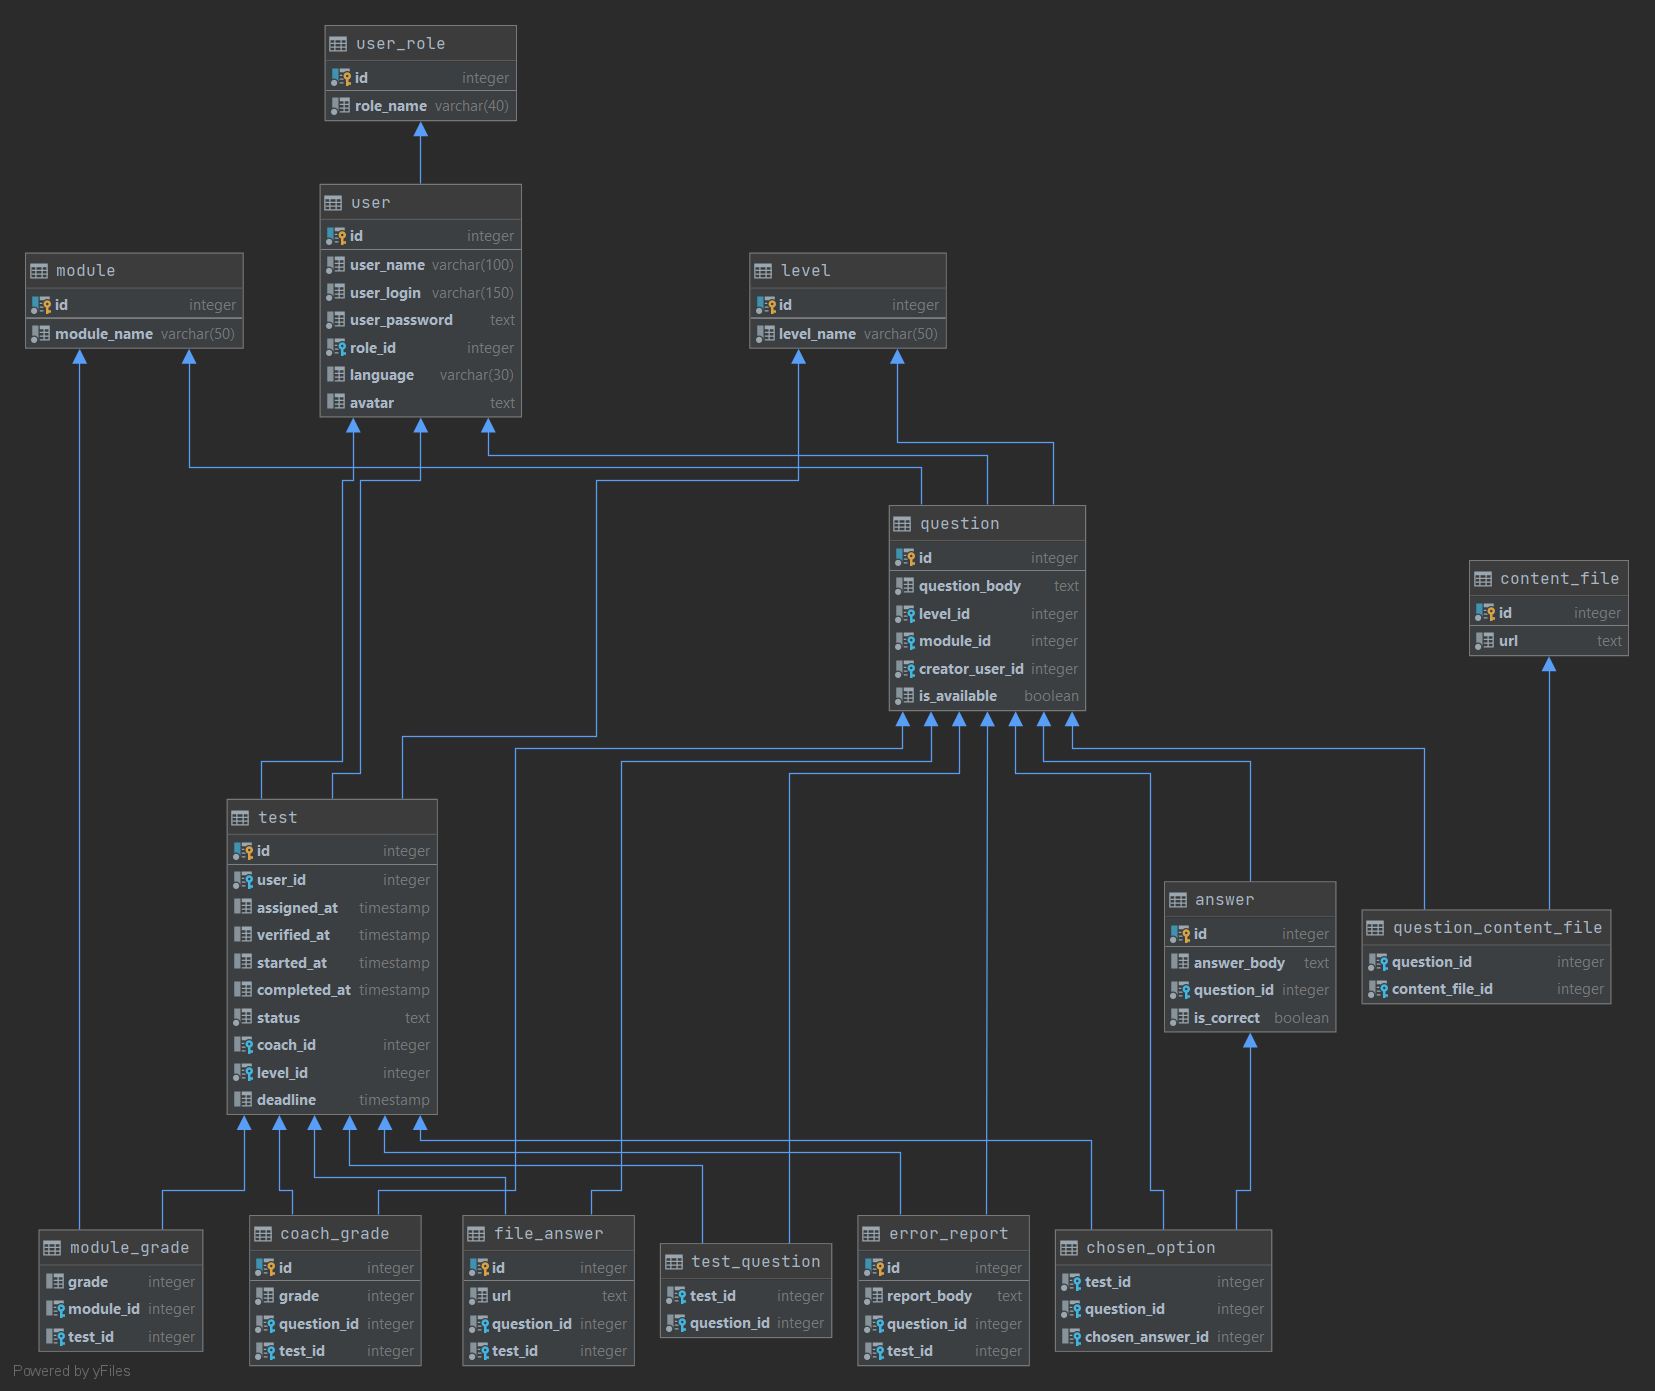 user_role
id integer
role_name varchar(40)
user
id integer
user_name varchar(100)
user_login varchar(150)
user_password text
role_id integer
language varchar(30)
avatar text
module
id integer
module_name varchar(50)
level
id integer
level_name varchar(50)
question
id integer
question_body text
level_id integer
module_id integer
creator_user_id integer
is_available boolean
content_file
id integer
url text
test
id integer
user_id integer
assigned_at timestamp
verified_at timestamp
started_at timestamp
completed_at timestamp
status text
coach_id integer
level_id integer
deadline timestamp
answer
id integer
answer_body text
question_id integer
is_correct boolean
question_content_file
question_id integer
content_file_id integer
module_grade
grade integer
module_id integer
test_id integer
coach_grade
id integer
grade integer
question_id integer
test_id integer
file_answer
id integer
url text
question_id integer
test_id integer
test_question
test_id integer
question_id integer
error_report
id integer
report_body text
question_id integer
test_id integer
chosen_option
test_id integer
question_id integer
chosen_answer_id integer
Powered by yFiles